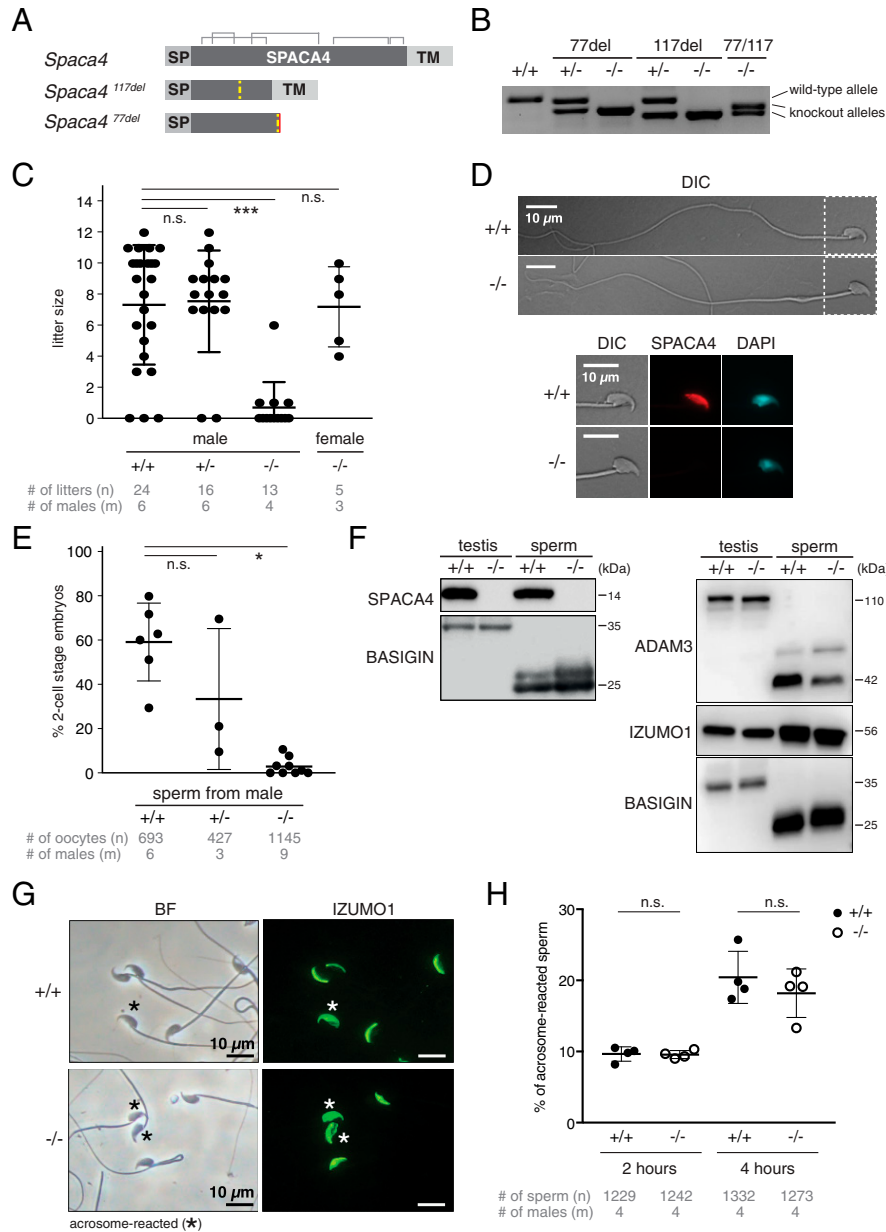 A
Spaca4
SP
SPACA4
TM
Spaca4 117del
SP
TM
Spaca4 77del
SP
B
77del
117del
77/117
+/+
+/-
-/-
+/-
-/-
-/-
wild-type allele
knockout alleles
C
n.s.
***
n.s.
litter size
14
12
10
8
6
4
2
0
male
female
+/+
+/-
-/-
-/-
# of litters (n)
24
16
13
5
# of males (m)
6
6
4
3
D
DIC
10 µm
+/+
-/-
DIC
SPACA4
DAPI
10 µm
+/+
-/-
E
n.s.
*
% 2-cell stage embryos
100
80
60
40
20
0
sperm from male
+/+
+/-
-/-
# of oocytes (n)
693
427
1145
# of males (m)
6
3
9
F
testis
sperm
+/+
-/-
+/+
-/-
(kDa)
SPACA4
14
BASIGIN
35
25
testis
sperm
+/+
-/-
+/+
-/-
(kDa
ADAM3
110
42
IZUMO1
56
BASIGIN
35
25
G
BF
IZUMO1
+/+
*
10 µm
*
-/-
*
*
10 µm
*
*
acrosome-reacted (*)
H
n.s.
n.s.
+/+
-/-
% of acrosome-reacted sperm
30
20
10
0
+/+
-/-
+/+
-/-
2 hours
4 hours
# of sperm (n)
1229
1242
1332
1273
# of males (m)
4
4
4
4